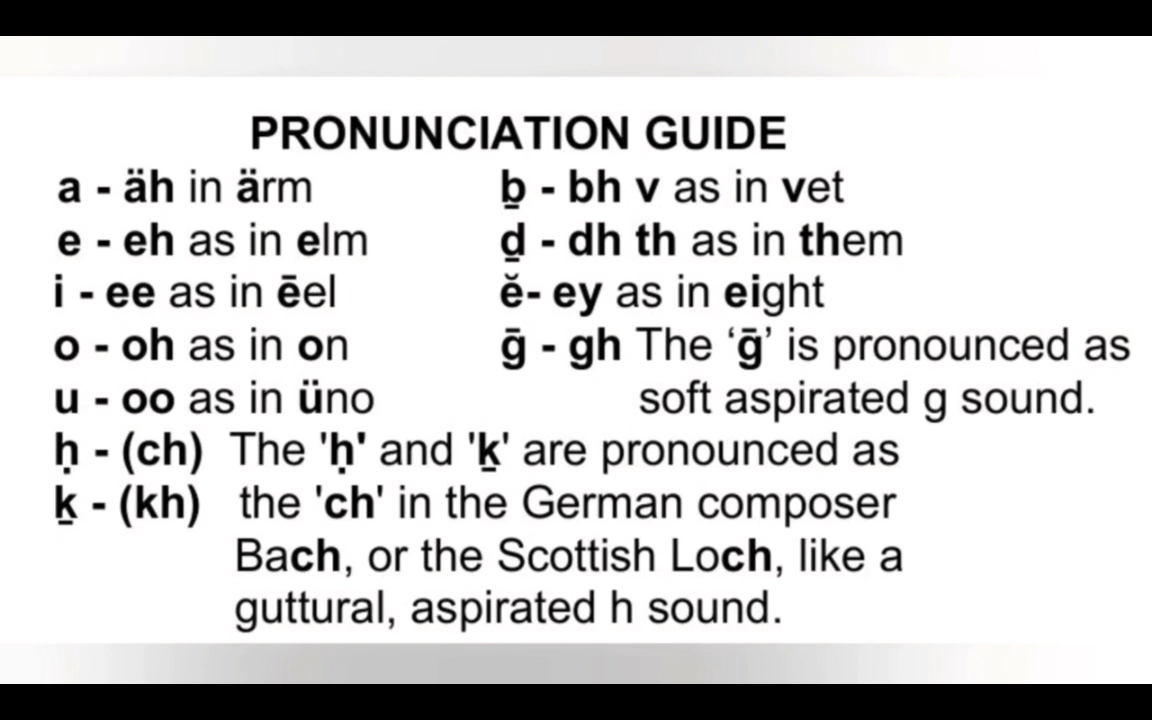 PRONUNCIATION GUIDE
a - äh in ärm
e - eh as in elm
i - ee as in ēel
o - oh as in on
u - oo as in üno
ḇ - bh v as in vet
ḏ - dh th as in them
ĕ- ey as in eight
ḡ - gh The ‘ḡ’ is pronounced as
soft aspirated g sound.
ḥ - (ch) The 'ḥ' and 'ḵ' are pronounced as
ḵ - (kh) the 'ch' in the German composer
Bach, or the Scottish Loch, like a
guttural, aspirated h sound.